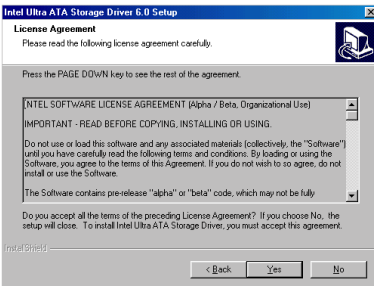 Intel Ultra ATA Storage Driver 6.0 Setup
License Agreement
Please read the following license agreement carefully.
Press the PAGE DOWN key to see the rest of the agreement.
INTEL SOFTWARE LICENSE AGREEMENT (Alpha / Beta, Organizational Use)
IMPORTANT - READ BEFORE COPYING, INSTALLING OR USING.
Do not use or load this software and any associated materials (collectively, the "Software")
until you have carefully read the following terms and conditions. By loading or using the
Software, you agree to the terms of this Agreement. If you do not wish to so agree, do not
install or use the Software.
The Software contains pre-release "alpha" or "beta" code, which may not be fully
Do you accept all the terms of the preceding License Agreement? If you choose No, the
setup will close. To install Intel Ultra ATA Storage Driver, you must accept this agreement.
InstallShield
< Back Yes No